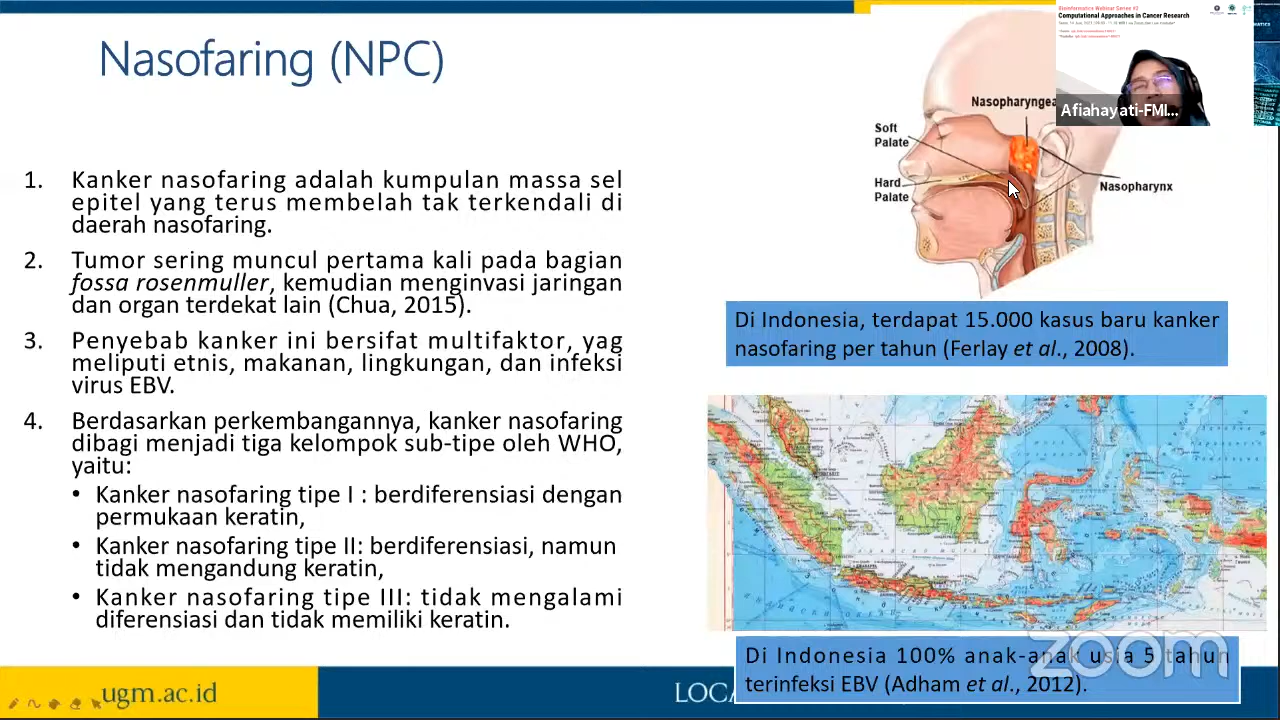 Nasofaring (NPC)
1. Kanker nasofaring adalah kumpulan massa sel
epitel yang terus membelah tak terkendali di
daerah nasofaring.
2. Tumor sering muncul pertama kali pada bagian
fossa rosenmuller, kemudian menginvasi jaringan
dan organ terdekat lain (Chua, 2015).
3. Penyebab kanker ini bersifat multifaktor, yag
meliputi etnis, makanan, lingkungan, dan infeksi
virus EBV.
4. Berdasarkan perkembangannya, kanker nasofaring
dibagi menjadi tiga kelompok sub-tipe oleh WHO,
yaitu:
• Kanker nasofaring tipe I : berdiferensiasi dengan
permukaan keratin,
• Kanker nasofaring tipe II: berdiferensiasi, namun
tidak mengandung keratin,
• Kanker nasofaring tipe III: tidak mengalami
diferensiasi dan tidak memiliki keratin.
Bioinformatics Webinar Series #2
Computational Approaches in Cancer Research
Afiahayati-FMI...
Nasopharyngea
Soft
Palate
Hard
Palate
Nasopharynx
Di Indonesia, terdapat 15.000 kasus baru kanker
nasofaring per tahun (Ferlay et al., 2008).
Di Indonesia 100% anak-anak usia 5 tahun
terinfeksi EBV (Adham et al., 2012).
zoom
ugm.ac.id
LOCA